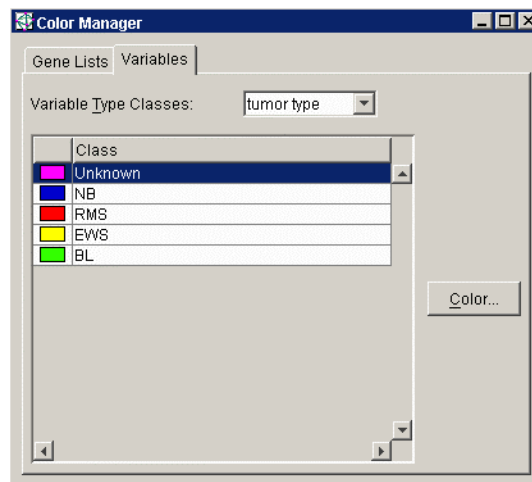 Color Manager
Gene Lists Variables
Variable Type Classes: tumor type
Class
Unknown
NB
RMS
EWS
BL
Color...